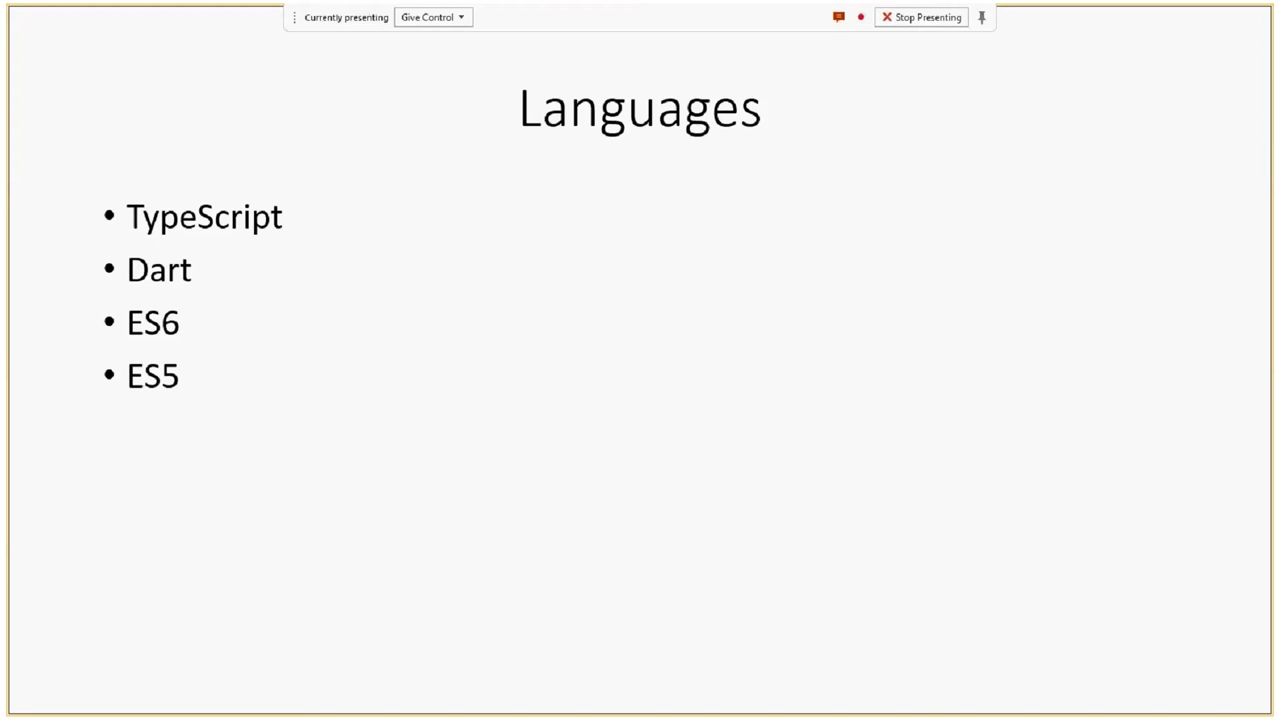 Currently presenting Give Control Stop Presenting
Languages
• TypeScript
• Dart
• ES6
• ES5